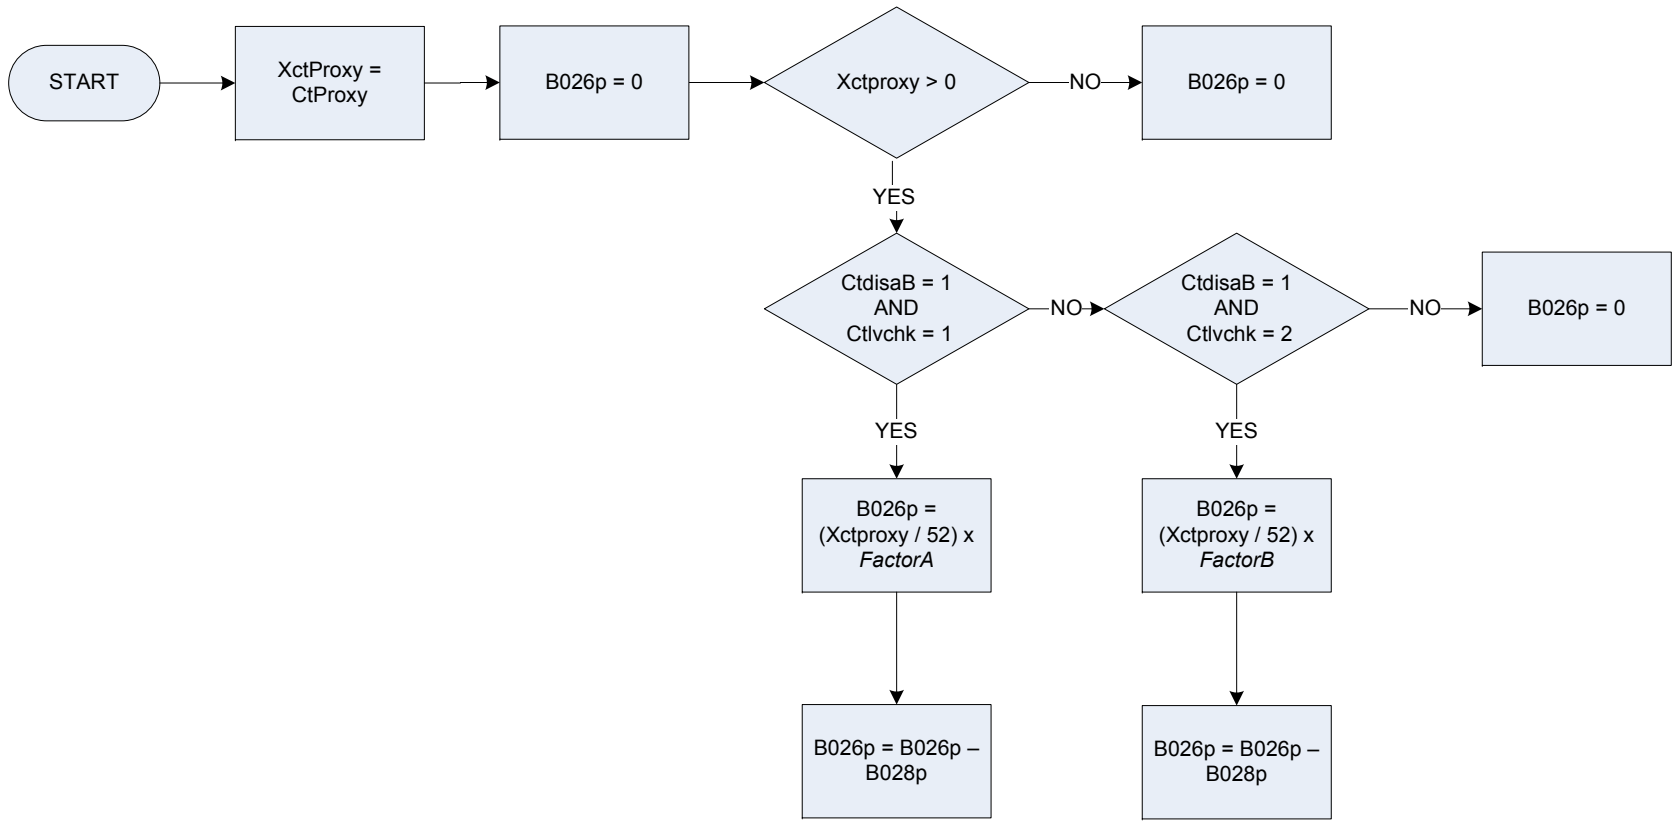 START
XctProxy =
CtProxy
B026p = 0
Xctproxy > 0
NO
B026p = 0
YES
CtdisaB = 1
AND
Ctlvchk = 1
NO
CtdisaB = 1
AND
Ctlvchk = 2
NO
B026p = 0
YES
YES
B026p =
(Xctproxy / 52) x
FactorA
B026p =
(Xctproxy / 52) x
FactorB
B026p = B026p –
B028p
B026p = B026p –
B028p